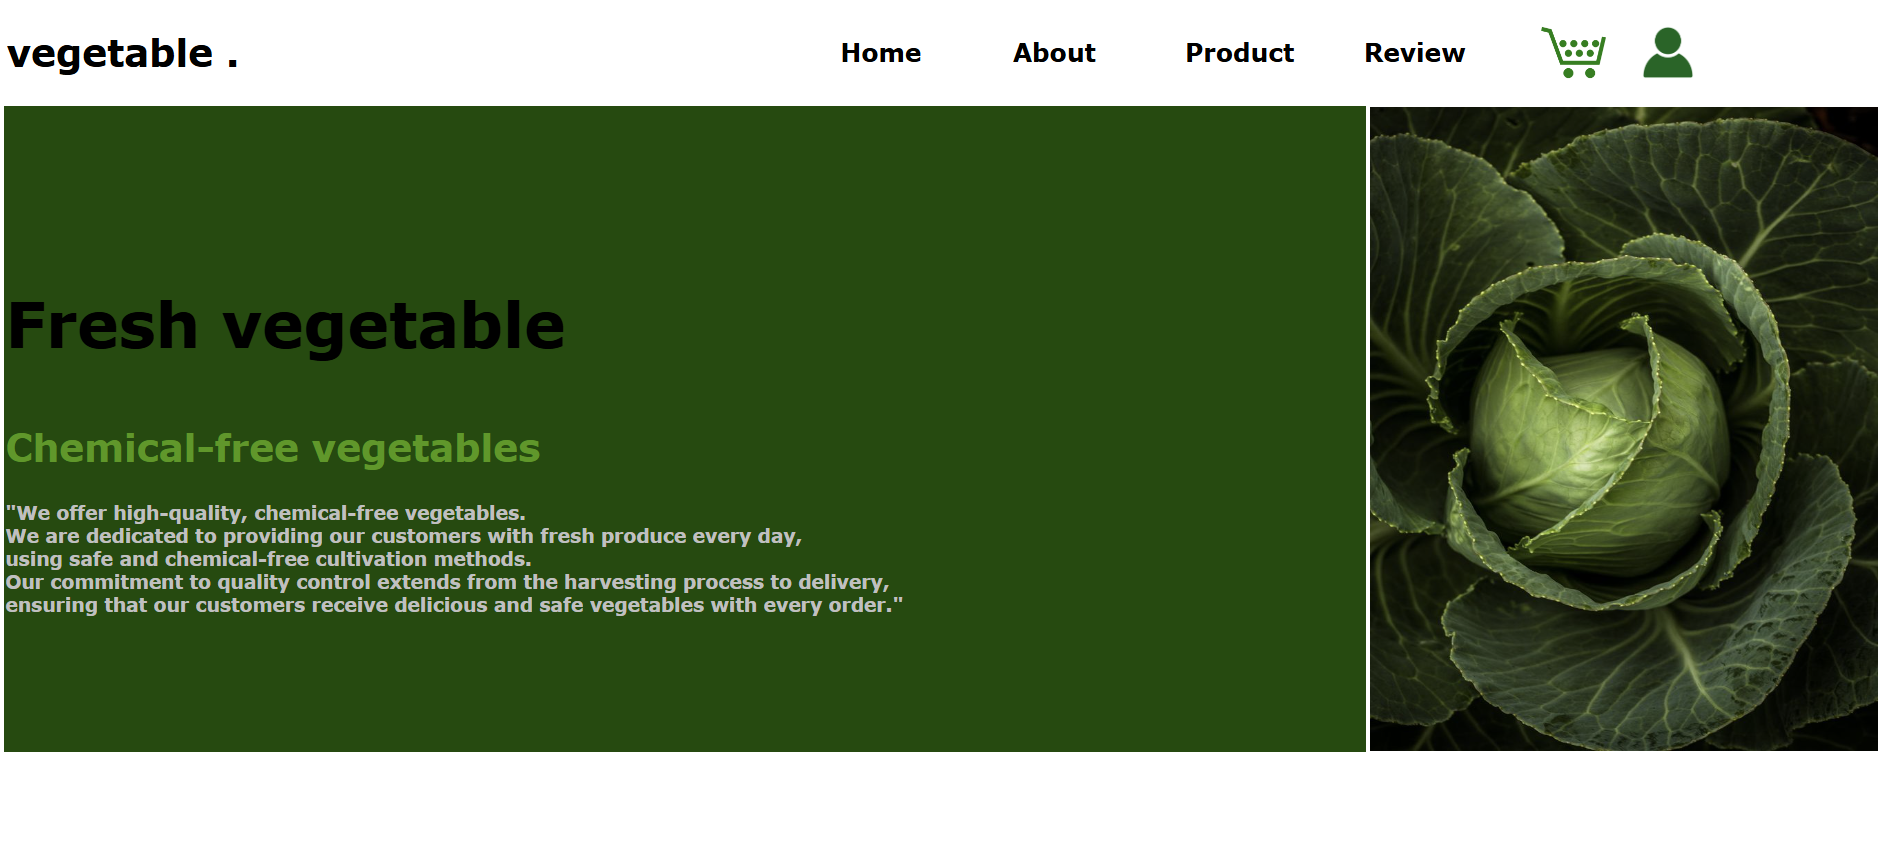 vegetable .
Home
About
Product
Review
Fresh vegetable
Chemical-free vegetables
"We offer high-quality, chemical-free vegetables.
We are dedicated to providing our customers with fresh produce every day,
using safe and chemical-free cultivation methods.
Our commitment to quality control extends from the harvesting process to delivery,
ensuring that our customers receive delicious and safe vegetables with every order."